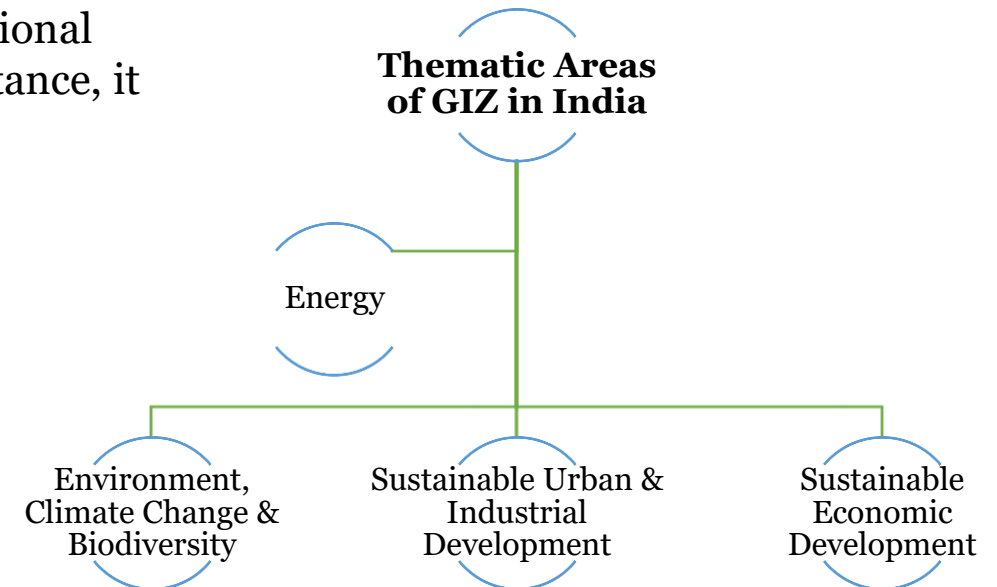 ional
tance, it
Thematic Areas
of GIZ in India
Energy
Environment,
Climate Change &
Biodiversity
Sustainable Urban &
Industrial
Development
Sustainable
Economic
Development